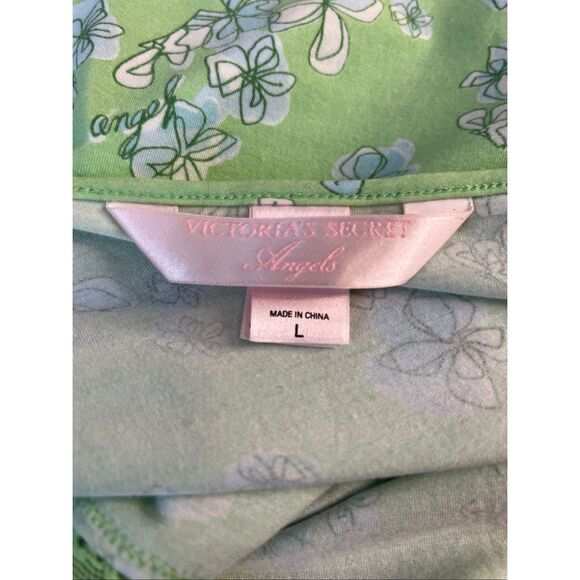 angel
VICTORIA'S SECRET
Angels
MADE IN CHINA
L